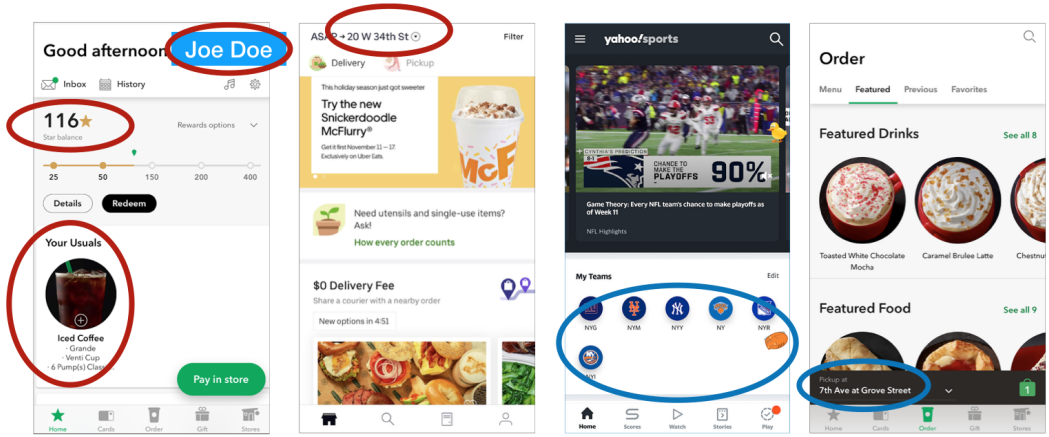 Good afternoon
Joe Doe
Inbox
History
116
Star balance
Rewards options
25
50
150
200
400
Details
Redeem
Your Usuals
Iced Coffee
· Grande
· Venti Cup
· 6 Pump(s) Class
Pay in store
Home
Cards
Order
Gift
Stores
ASAP → 20 W 34th St
Filter
Delivery
Pickup
This holiday season just got sweeter
Try the new
Snickerdoodle
McFlurry®
Get it first November 11 – 17.
Exclusively on Uber Eats.
McF
Need utensils and single-use items?
Ask!
How every order counts
$0 Delivery Fee
Share a courier with a nearby order
New options in 4:51
yahoo!sports
CYNTHIA'S PREDICTION
8-1
CHANCE TO
MAKE THE
PLAYOFFS
90%
Game Theory: Every NFL team's chance to make playoffs as
of Week 11
NFL Highlights
My Teams
Edit
NYG
NYM
NYY
NY
NYR
NYI
Home
Scores
Watch
Stories
Play
Order
Menu
Featured
Previous
Favorites
Featured Drinks
See all 8
Toasted White Chocolate
Mocha
Caramel Brulee Latte
Chestnu
Featured Food
See all 9
Pickup at
7th Ave at Grove Street
1
Home
Cards
Order
Gift
Stores